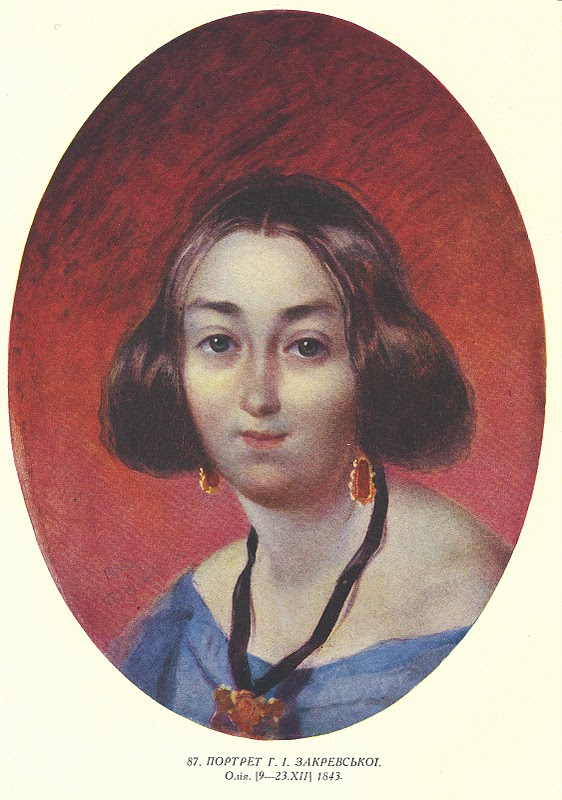 87. ПОРТРЕТ Г. І. ЗАКРЕВСЬКОЇ.
Олія. [9—23.XII] 1843.